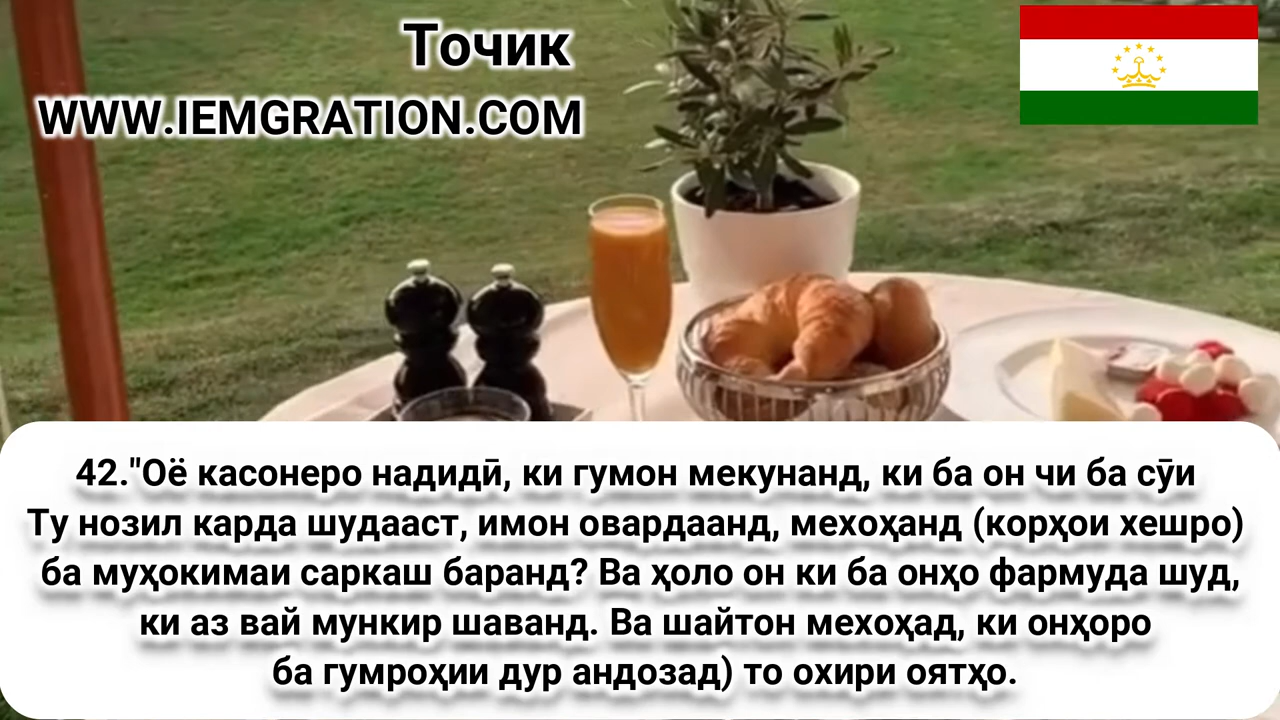 Точик
WWW.IEMGRATION.COM
42."Оё касонеро надидӣ, ки гумон мекунанд, ки ба он чи ба сӯи
Ту нозил карда шудааст, имон овардаанд, мехоҳанд (корҳои хешро)
ба муҳокимаи саркаш баранд? Ва ҳоло он ки ба онҳо фармуда шуд,
ки аз вай мункир шаванд. Ва шайтон мехоҳад, ки онҳоро
ба гумроҳии дур андозад) то охири оятҳо.